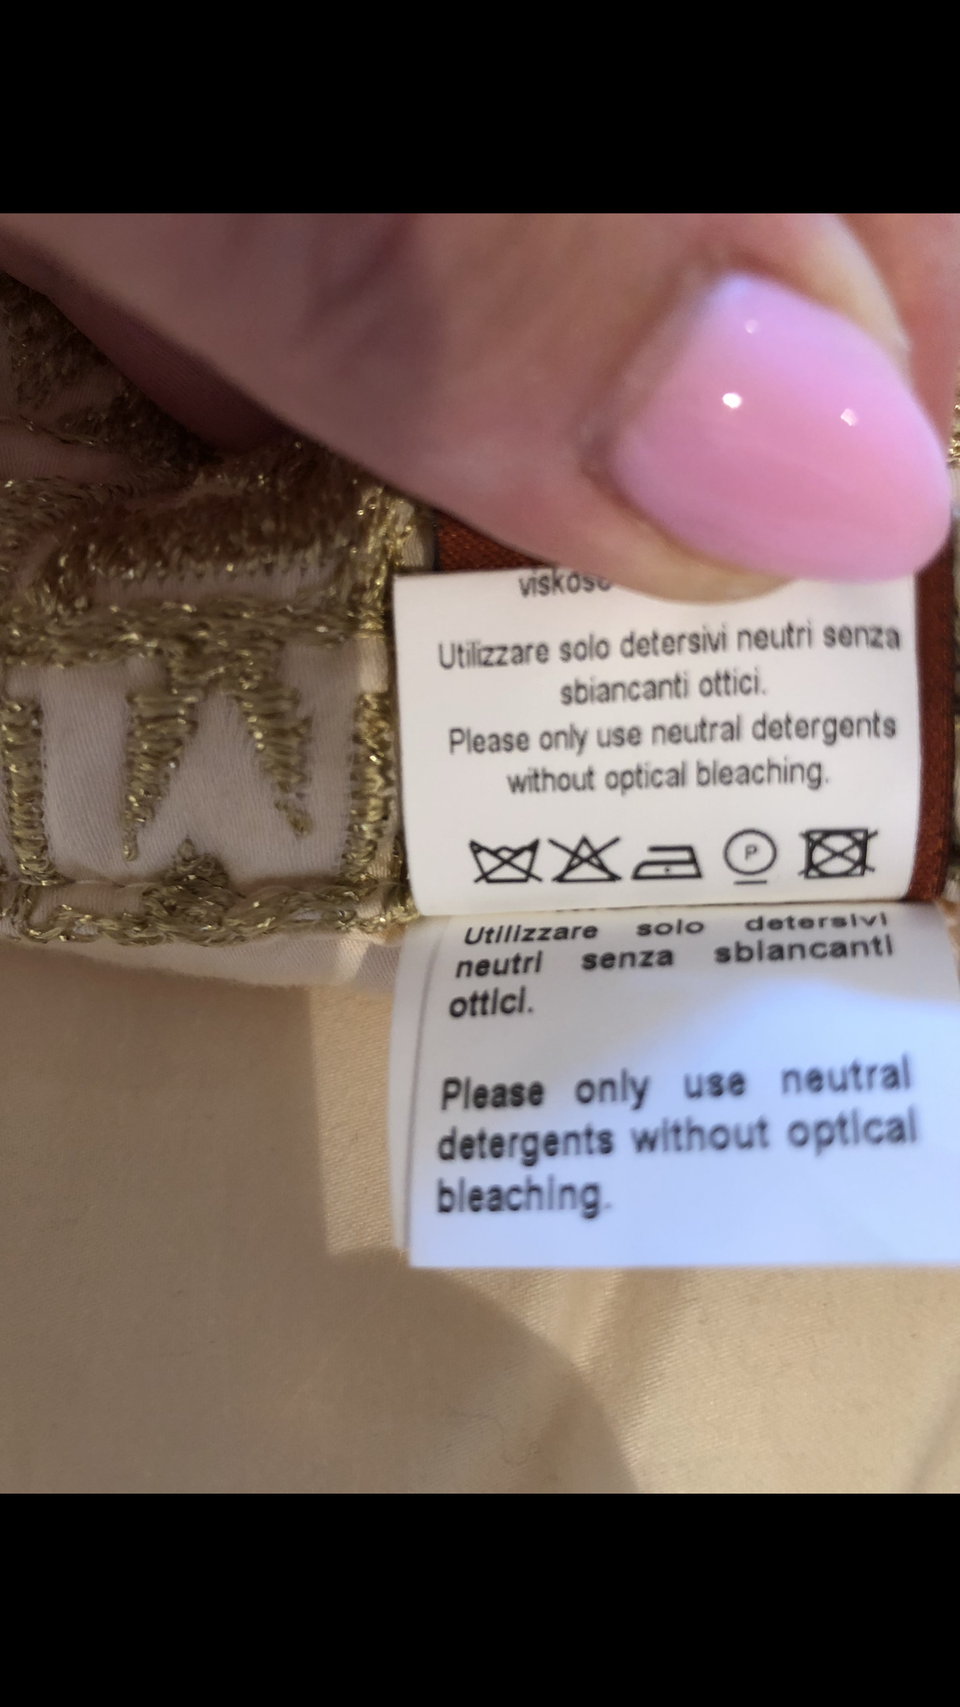 Utilizzare solo detersivi neutri senza
sbiancanti ottici.
Please only use neutral detergents
without optical bleaching.
P
Utilizzare solo detersivi
neutri senza sbiancanti
ottici.
Please only use neutral
detergents without optical
bleaching.